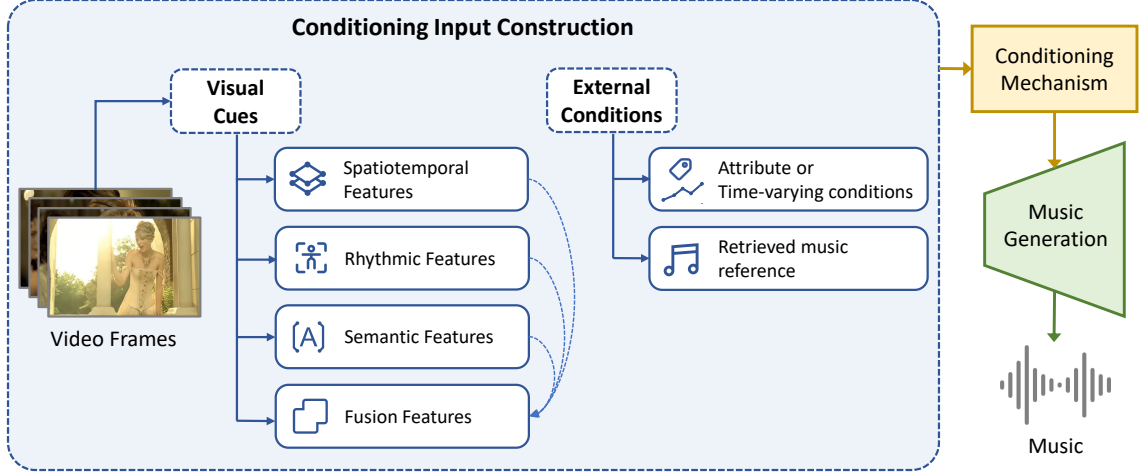 Conditioning Input Construction
Visual
Cues
External
Conditions
Conditioning
Mechanism
Spatiotemporal
Features
Attribute or
Time-varying conditions
Rhythmic Features
Retrieved music
reference
Music
Generation
Video Frames
[A]
Semantic Features
Fusion Features
Music